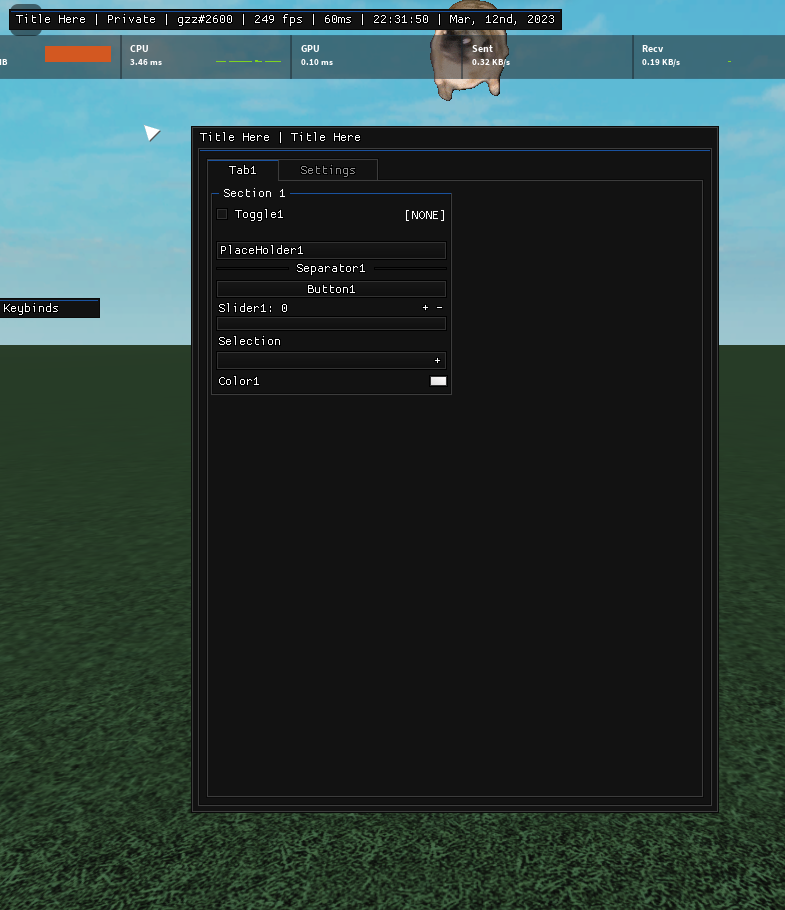 Title Here | Private | gzz#2600 | 249 fps | 60ms | 22:31:50 | Mar, 12nd, 2023
CPU GPU Sent Recv
3.46 ms 0.10 ms 0.32 KB/s 0.19 KB/s
Title Here | Title Here
Tab1 Settings
Section 1
Toggle1 [NONE]
PlaceHolder1
Separator1
Button1
Keybinds
Slider1: 0 + -
Selection
+
Color1